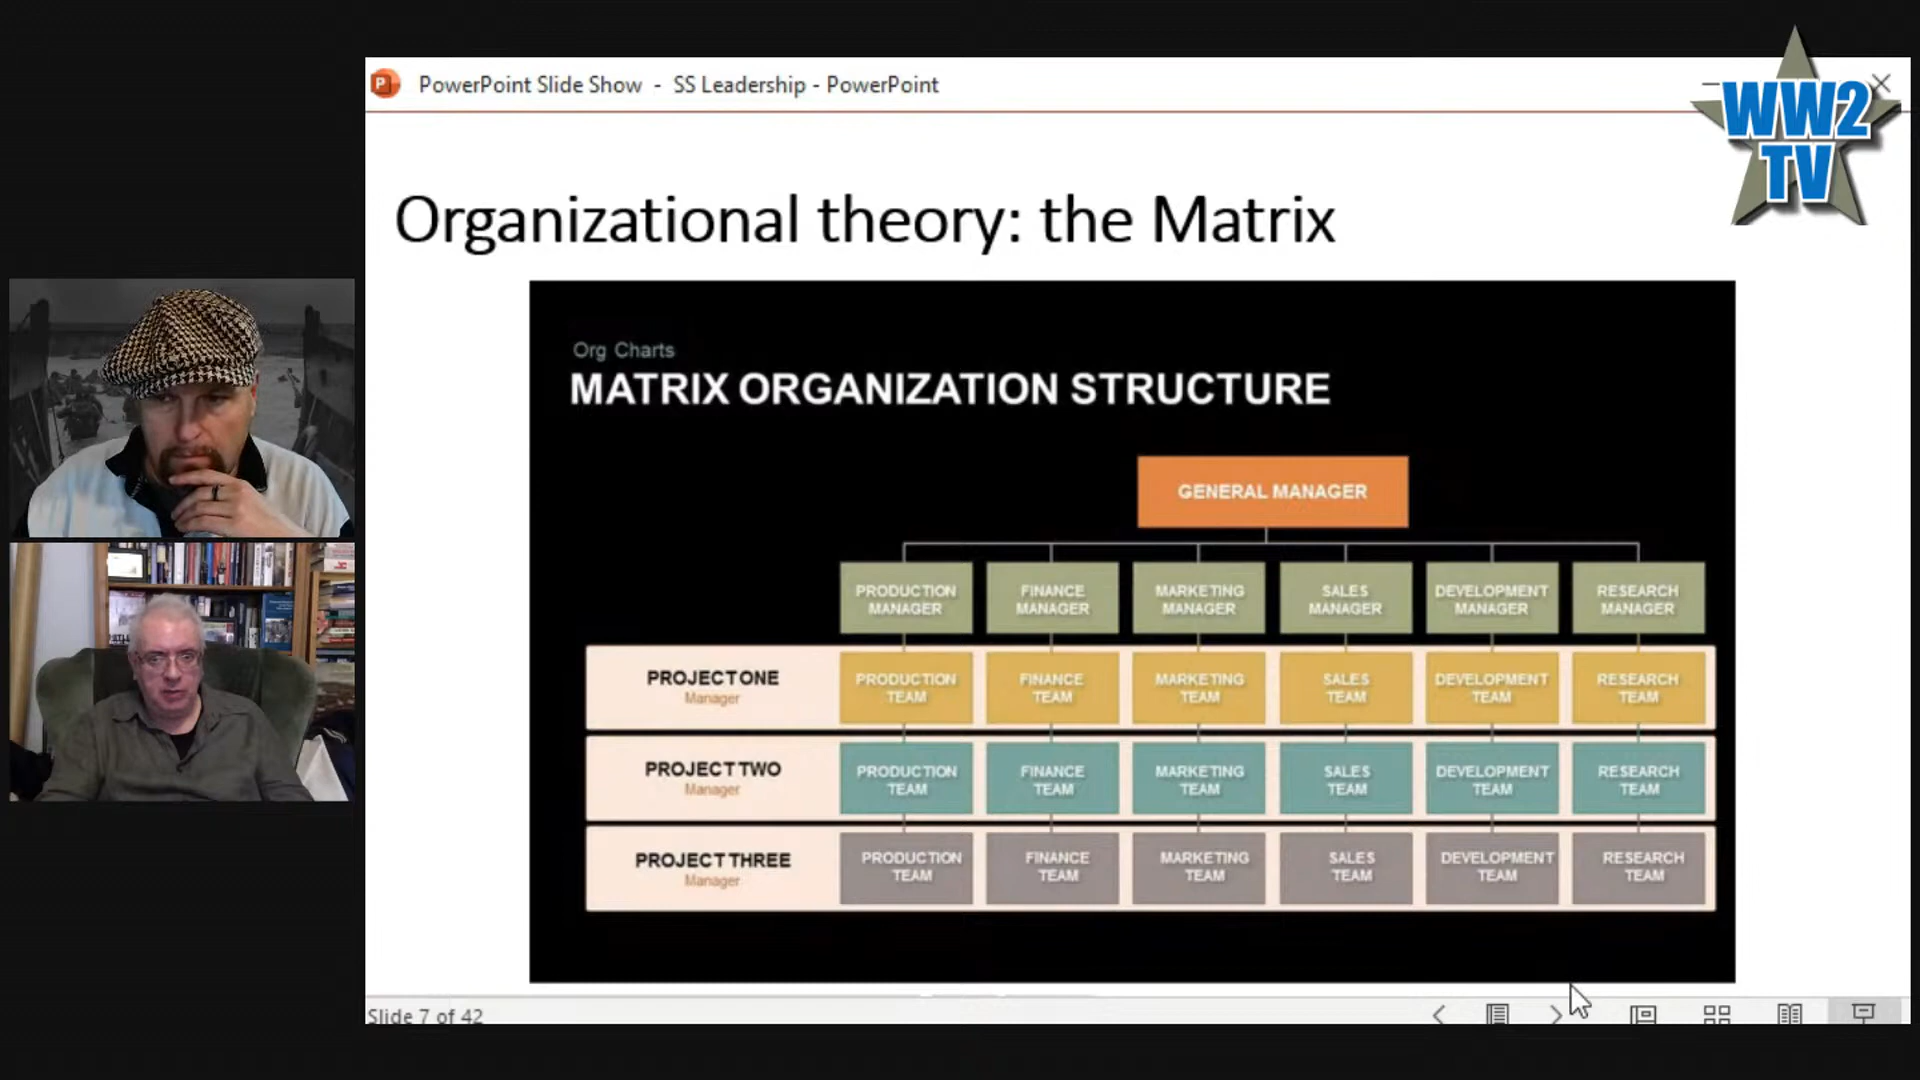 PowerPoint Slide Show - SS Leadership - PowerPoint
WW2
TV
Organizational theory: the Matrix
Org Charts
MATRIX ORGANIZATION STRUCTURE
GENERAL MANAGER
PRODUCTION MANAGER
FINANCE MANAGER
MARKETING MANAGER
SALES MANAGER
DEVELOPMENT MANAGER
RESEARCH MANAGER
PROJECT ONE
Manager
PRODUCTION TEAM
FINANCE TEAM
MARKETING TEAM
SALES TEAM
DEVELOPMENT TEAM
RESEARCH TEAM
PROJECT TWO
Manager
PRODUCTION TEAM
FINANCE TEAM
MARKETING TEAM
SALES TEAM
DEVELOPMENT TEAM
RESEARCH TEAM
PROJECT THREE
Manager
PRODUCTION TEAM
FINANCE TEAM
MARKETING TEAM
SALES TEAM
DEVELOPMENT TEAM
RESEARCH TEAM
Slide 7 of 42